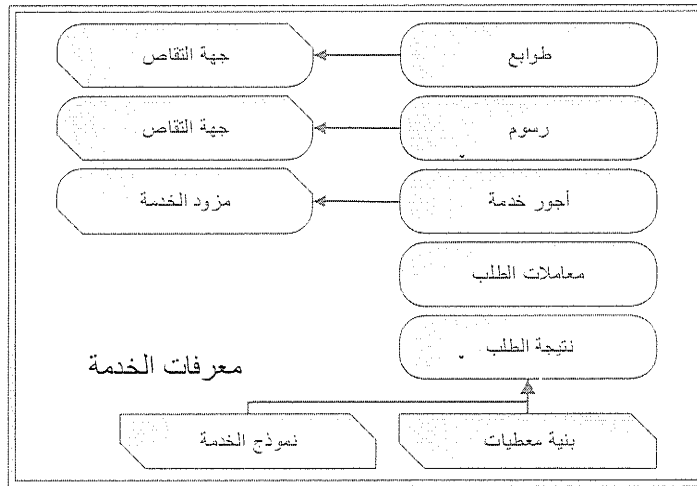 طوابع
جهة التقاص
رسوم
جهة التقاص
أجور خدمة
مزود الخدمة
معاملات الطلب
نتيجة الطلب
معرفات الخدمة
بنية معطيات
نموذج الخدمة